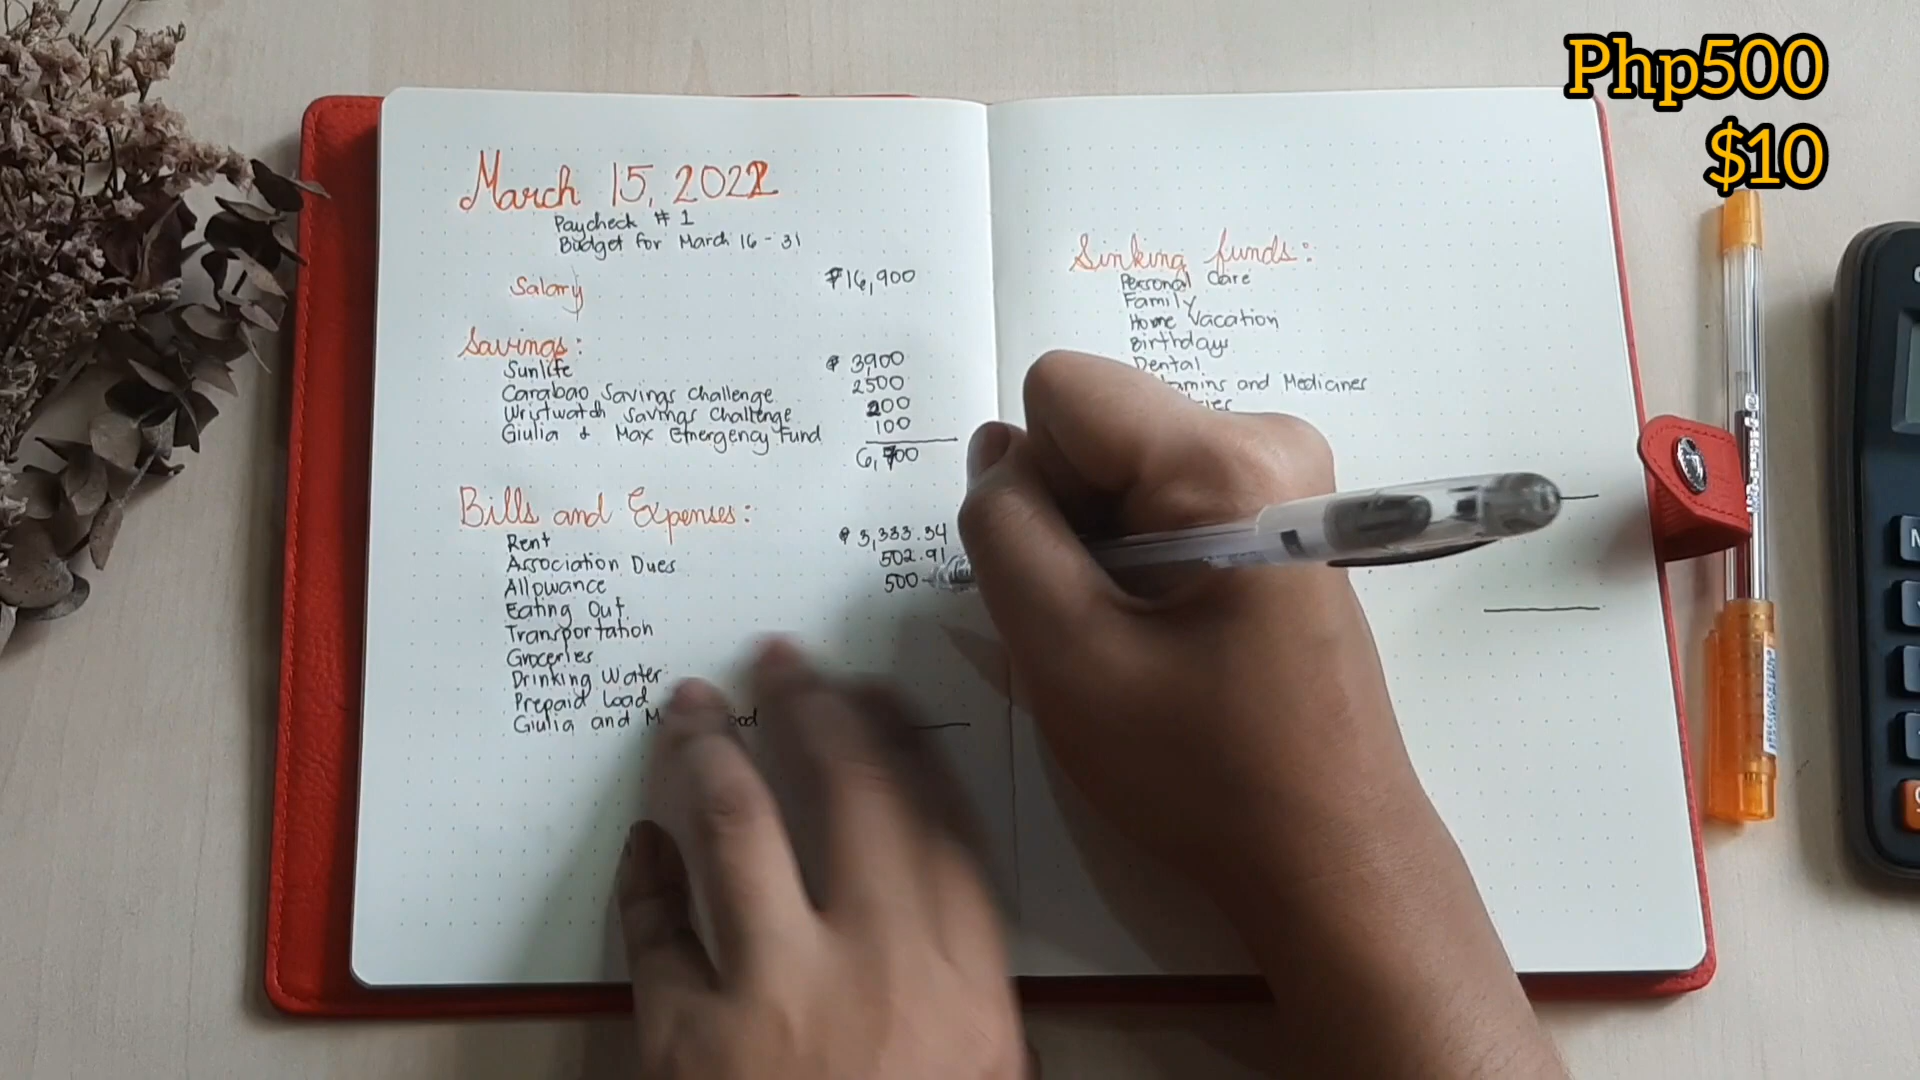 Php500
$10
March 15, 2022
Paycheck # 1
Budget for March 16 - 31
Salary ₱16,900
Savings:
Sunlife ₱ 3900
Carabao Savings Challenge 2500
Wristwatch Savings Challenge 200
Giulia & Max Emergency Fund 100
6,700
Bills and Expenses:
Rent
Association Dues 502.91
Allowance 500
Eating Out
Transportation
Groceries
Drinking Water
Prepaid Load
Giulia and
Sinking funds:
Personal Care
Family
Home Vacation
Birthdays
Dental
and Medicines